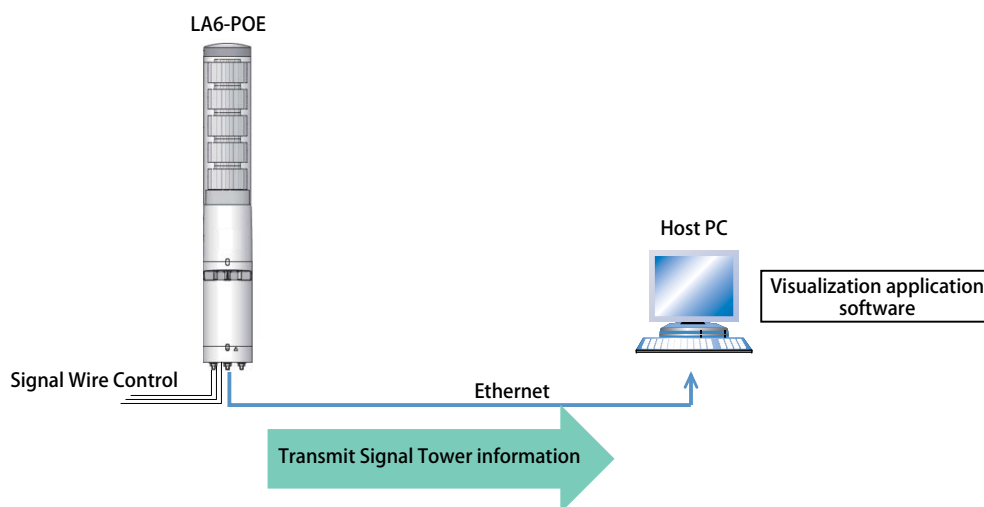 LA6-POE
Host PC
Visualization application
software
Signal Wire Control
Ethernet
Transmit Signal Tower information